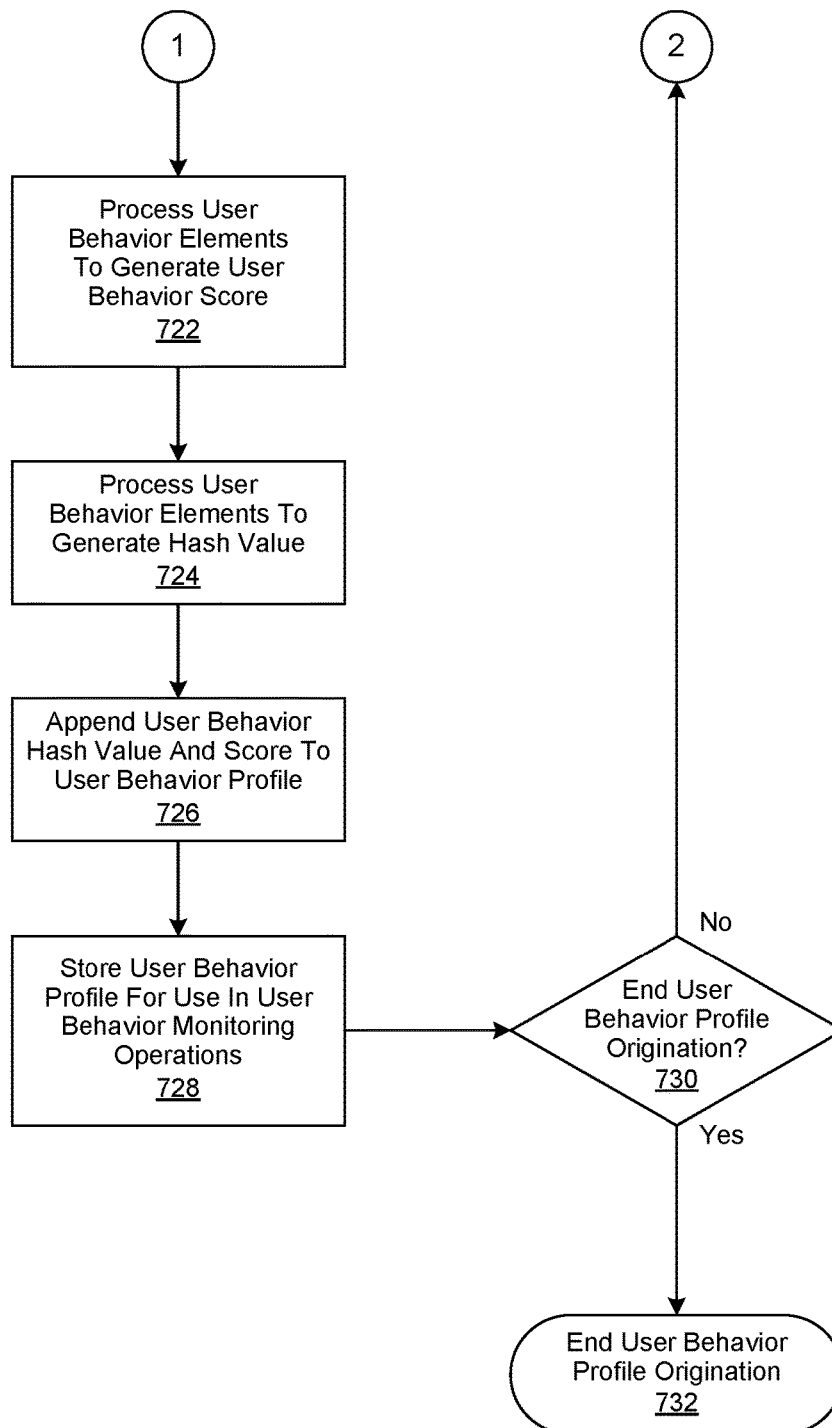 1
2
Process User
Behavior Elements
To Generate User
Behavior Score
722
Process User
Behavior Elements To
Generate Hash Value
724
Append User Behavior
Hash Value And Score To
User Behavior Profile
726
Store User Behavior
Profile For Use In User
Behavior Monitoring
Operations
728
No
End User
Behavior Profile
Origination?
730
Yes
End User Behavior
Profile Origination
732